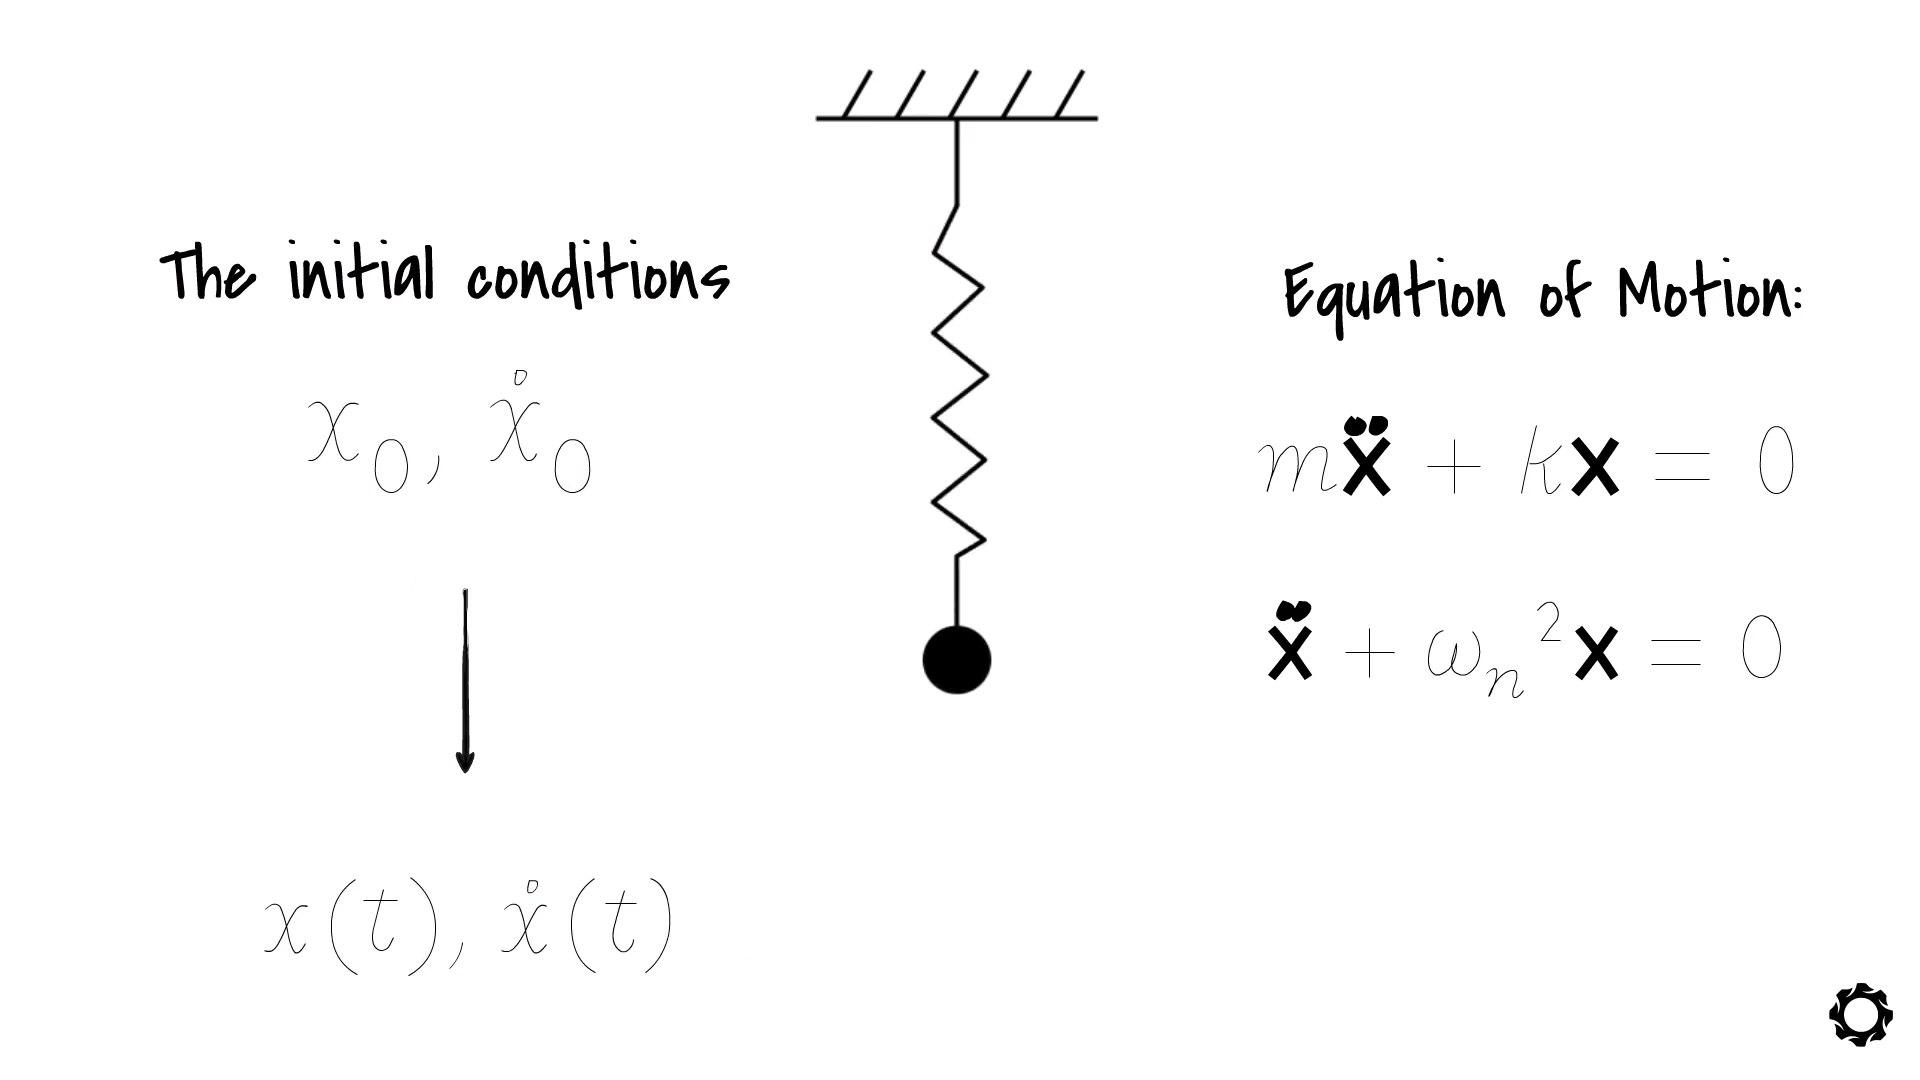 The initial conditions
x₀, ẋ₀
x(t), ẋ(t)
Equation of Motion:
mẍ + kx = 0
ẍ + ωₙ²x = 0